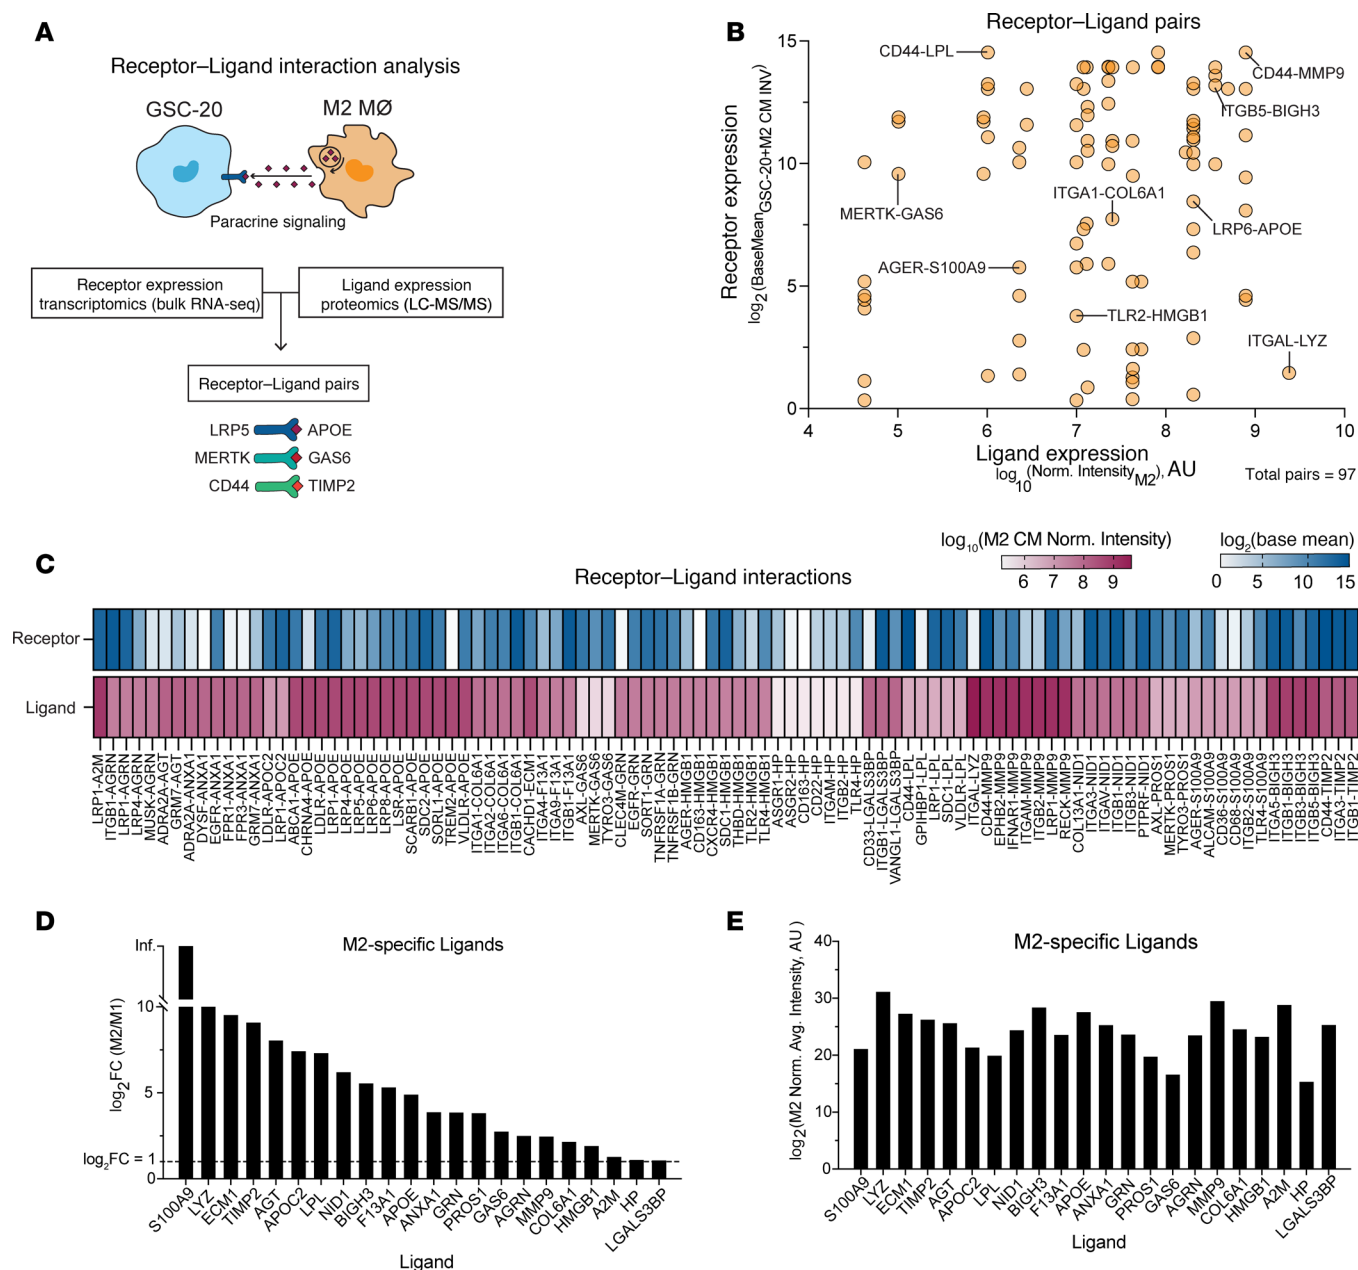 A
Receptor–Ligand interaction analysis
GSC-20
M2 MØ
Paracrine signaling
Receptor expression
transcriptomics (bulk RNA-seq)
Ligand expression
proteomics (LC-MS/MS)
Receptor–Ligand pairs
LRP5 APOE
MERTK GAS6
CD44 TIMP2
B
Receptor–Ligand pairs
Receptor expression
log2(BaseMeanGSC-20+M2 CM INV)
15
10
5
0
CD44-LPL
CD44-MMP9
ITGB5-BIGH3
MERTK-GAS6
ITGA1-COL6A1
LRP6-APOE
AGER-S100A9
TLR2-HMGB1
ITGAL-LYZ
4 5 6 7 8 9 10
Ligand expression
log10(Norm. IntensityM2), AU
Total pairs = 97
C
Receptor–Ligand interactions
log10(M2 CM Norm. Intensity)
6 7 8 9
log2(base mean)
0 5 10 15
Receptor
Ligand
LRP1-A2M
ITGB1-AGRN
LRP1-AGRN
LRP4-AGRN
MUSK-AGRN
ADRA2A-AGT
GRM7-AGT
ADRA2A-ANXA1
DYSF-ANXA1
EGFR-ANXA1
FPR1-ANXA1
FPR3-ANXA1
GRM7-ANXA1
LDLR-APOC2
LRP1-APOC2
ABCA1-APOE
CHRNA4-APOE
LDLR-APOE
LRP1-APOE
LRP4-APOE
LRP5-APOE
LRP6-APOE
LRP8-APOE
LSR-APOE
SCARB1-APOE
SDC2-APOE
SORL1-APOE
TREM2-APOE
VLDLR-APOE
ITGA1-COL6A1
ITGA2-COL6A1
ITGA6-COL6A1
ITGB1-COL6A1
CACHD1-ECM1
ITGA4-F13A1
ITGA9-F13A1
ITGB1-F13A1
AXL-GAS6
MERTK-GAS6
TYRO3-GAS6
CLEC4M-GRN
EGFR-GRN
SORT1-GRN
TNFRSF1A-GRN
TNFRSF1B-GRN
AGER-HMGB1
CD163-HMGB1
CXCR4-HMGB1
SDC1-HMGB1
THBD-HMGB1
TLR2-HMGB1
TLR4-HMGB1
ASGR1-HP
ASGR2-HP
CD163-HP
CD22-HP
ITGAM-HP
ITGB2-HP
TLR4-HP
CD33-LGALS3BP
ITGB1-LGALS3BP
VANGL1-LGALS3BP
CD44-LPL
GPIHBP1-LPL
LRP1-LPL
SDC1-LPL
VLDLR-LPL
ITGAL-LYZ
CD44-MMP9
EPHB2-MMP9
IFNAR1-MMP9
ITGAM-MMP9
ITGB2-MMP9
LRP1-MMP9
RECK-MMP9
COL13A1-NID1
ITGA3-NID1
ITGAV-NID1
ITGB1-NID1
ITGB3-NID1
PTPRF-NID1
AXL-PROS1
MERTK-PROS1
TYRO3-PROS1
AGER-S100A9
ALCAM-S100A9
CD36-S100A9
CD68-S100A9
ITGB2-S100A9
TLR4-S100A9
ITGA5-BIGH3
ITGB1-BIGH3
ITGB3-BIGH3
ITGB5-BIGH3
CD44-TIMP2
ITGA3-TIMP2
ITGB1-TIMP2
D
M2-specific Ligands
log2FC (M2/M1)
Inf.
10
5
log2FC = 1
0
S100A9
LYZ
ECM1
TIMP2
AGT
APOC2
LPL
NID1
BIGH3
F13A1
APOE
ANXA1
GRN
PROS1
GAS6
AGRN
MMP9
COL6A1
HMGB1
A2M
HP
LGALS3BP
Ligand
E
M2-specific Ligands
log2(M2 Norm. Avg. Intensity, AU )
40
30
20
10
0
S100A9
LYZ
ECM1
TIMP2
AGT
APOC2
LPL
NID1
BIGH3
F13A1
APOE
ANXA1
GRN
PROS1
GAS6
AGRN
MMP9
COL6A1
HMGB1
A2M
HP
LGALS3BP
Ligand